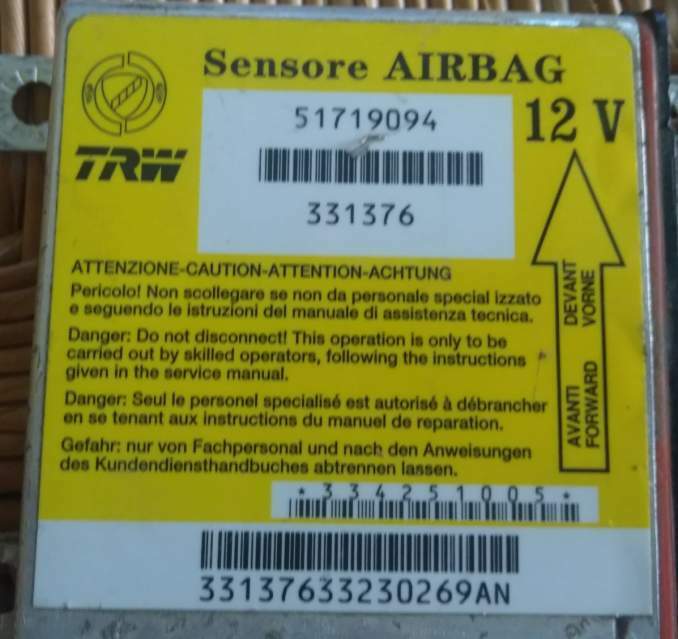 Sensore AIRBAG
51719094
12 V
TRW
331376
ATTENZIONE-CAUTION-ATTENTION-ACHTUNG
Pericolo! Non scollegare se non da personale special izzato
e seguendo le istruzioni del manuale di assistenza tecnica.
Danger: Do not disconnect! This operation is only to be
carried out by skilled operators, following the instructions
given in the service manual.
Danger: Seul le personel specialisé est autorisé à débrancher
en se tenant aux instructions du manuel de reparation.
Gefahr: nur von Fachpersonal und nach den Anweisungen
des Kundendiensthandbuches abtrennen lassen.
AVANTI DEVANT
FORWARD VORNE
*334251005*
33137633230269AN